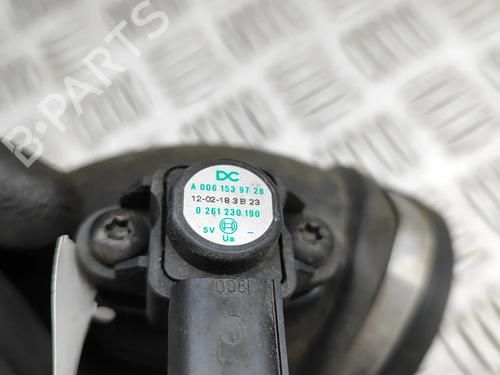 B-PARTS
DC
A 006 153 97 28
12-02-18 3 B 23
0 261 230 190
5V
Ua
−